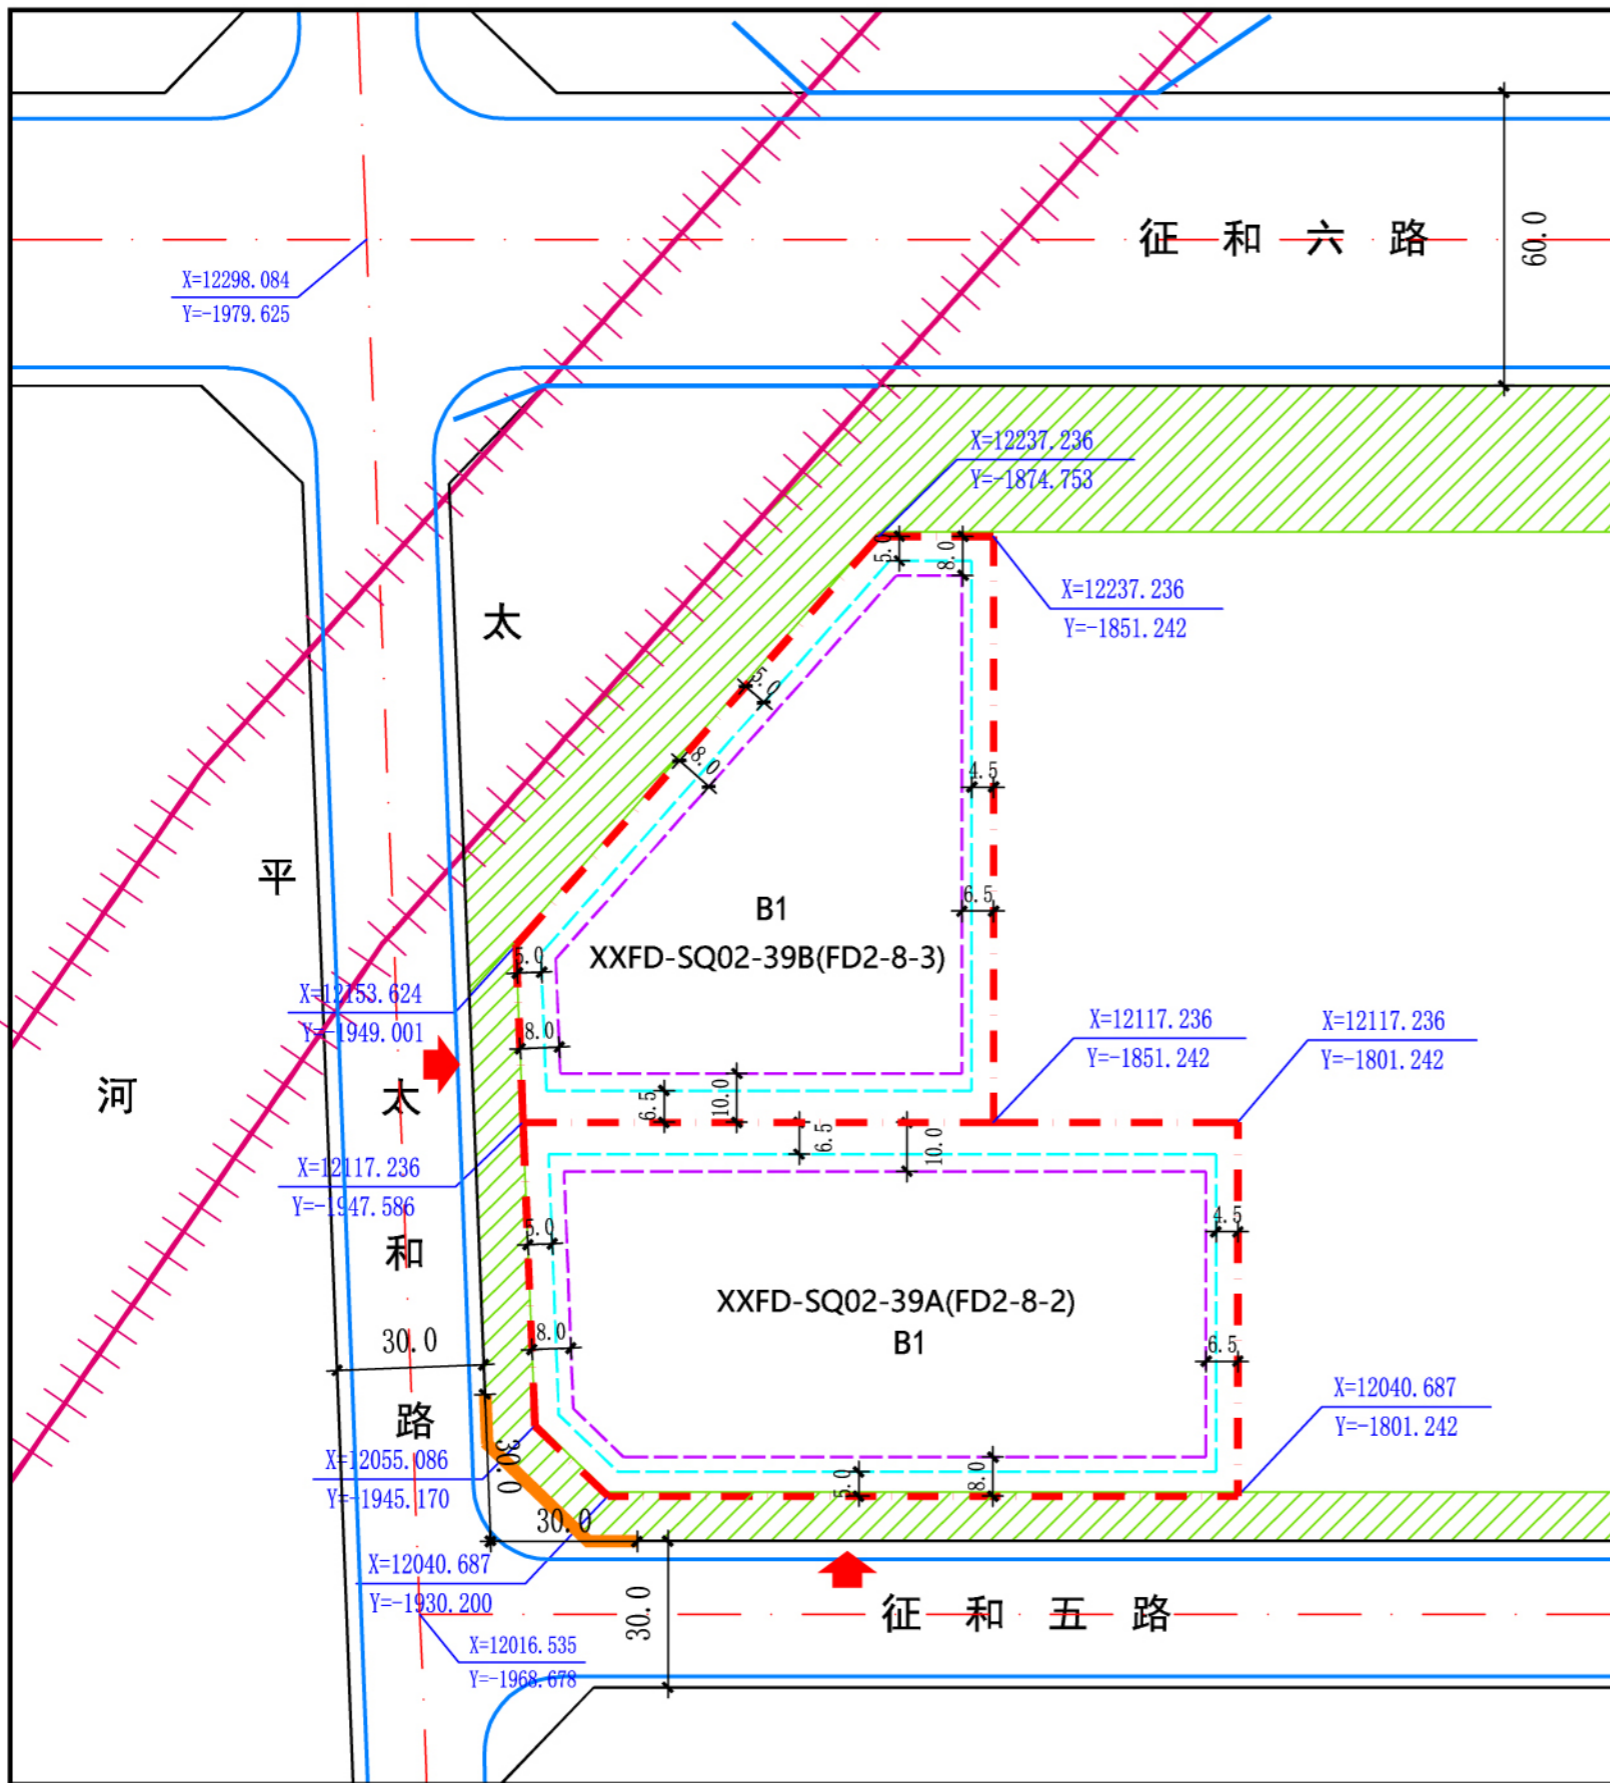 征和六路
60.0
X=12298.084
Y=-1979.625
X=12237.236
Y=-1874.753
5.0
8.0
X=12237.236
Y=-1851.242
太
5.0
8.0
4.5
平
6.5
B1
XXFD-SQ02-39B(FD2-8-3)
5.0
X=12153.624
Y=-1949.001
8.0
X=12117.236
Y=-1851.242
X=12117.236
Y=-1801.242
河
太
6.5
10.0
6.5
10.0
X=12117.236
Y=-1947.586
5.0
4.5
和
XXFD-SQ02-39A(FD2-8-2)
B1
30.0
8.0
6.5
路
X=12040.687
Y=-1801.242
X=12055.086
Y=-1945.170
30.0
5.0
8.0
30.0
X=12040.687
Y=-1930.200
30.0
征和五路
X=12016.535
Y=-1968.678